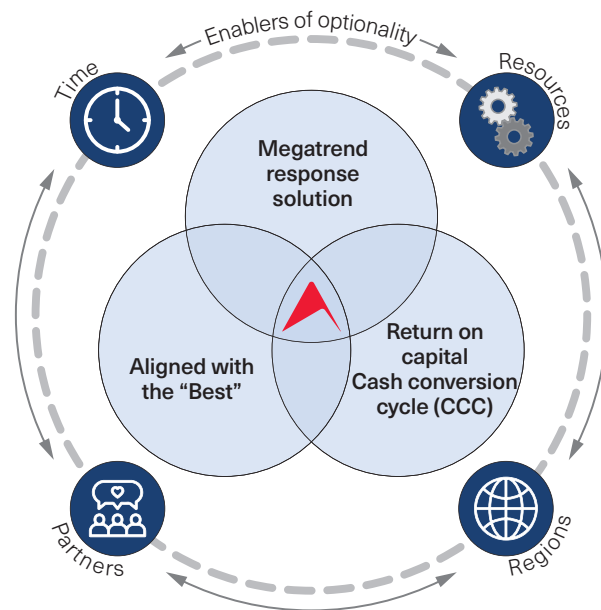 Enablers of optionality
Time
Resources
Megatrend
response
solution
Aligned with
the “Best”
Return on
capital
Cash conversion
cycle (CCC)
Partners
Regions